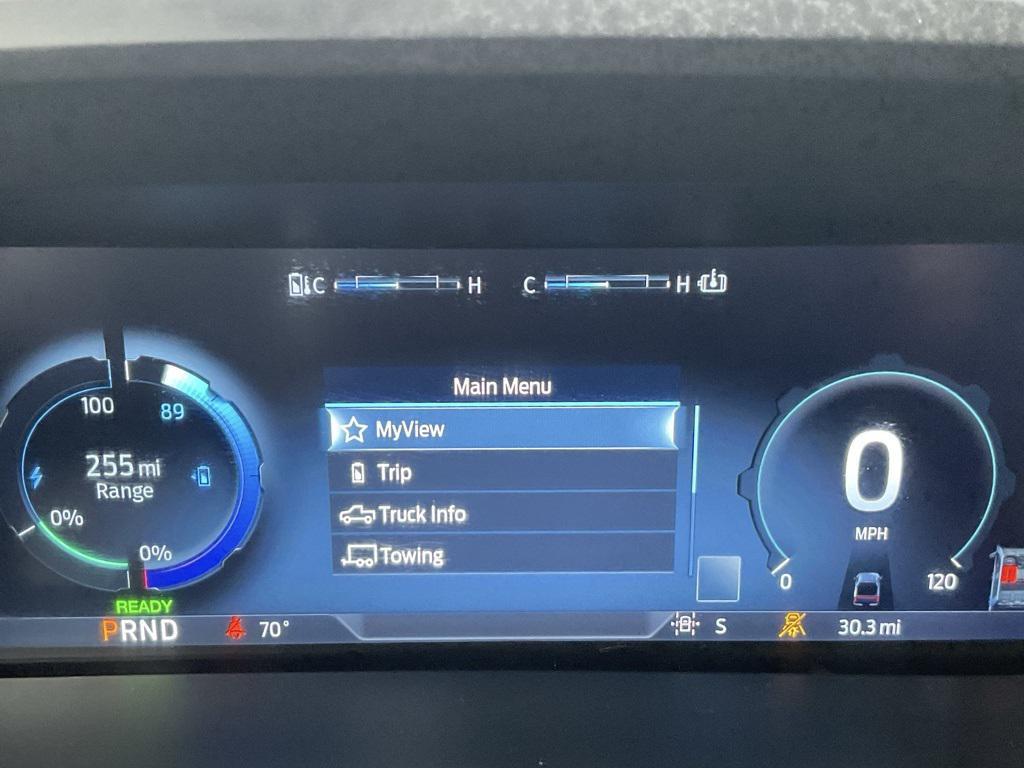 C H C H
Main Menu
MyView
Trip
Truck Info
Towing
100 89
255 mi
Range
0%
0%
READY
PRND
70°
S
0
MPH
0 120
30.3 mi